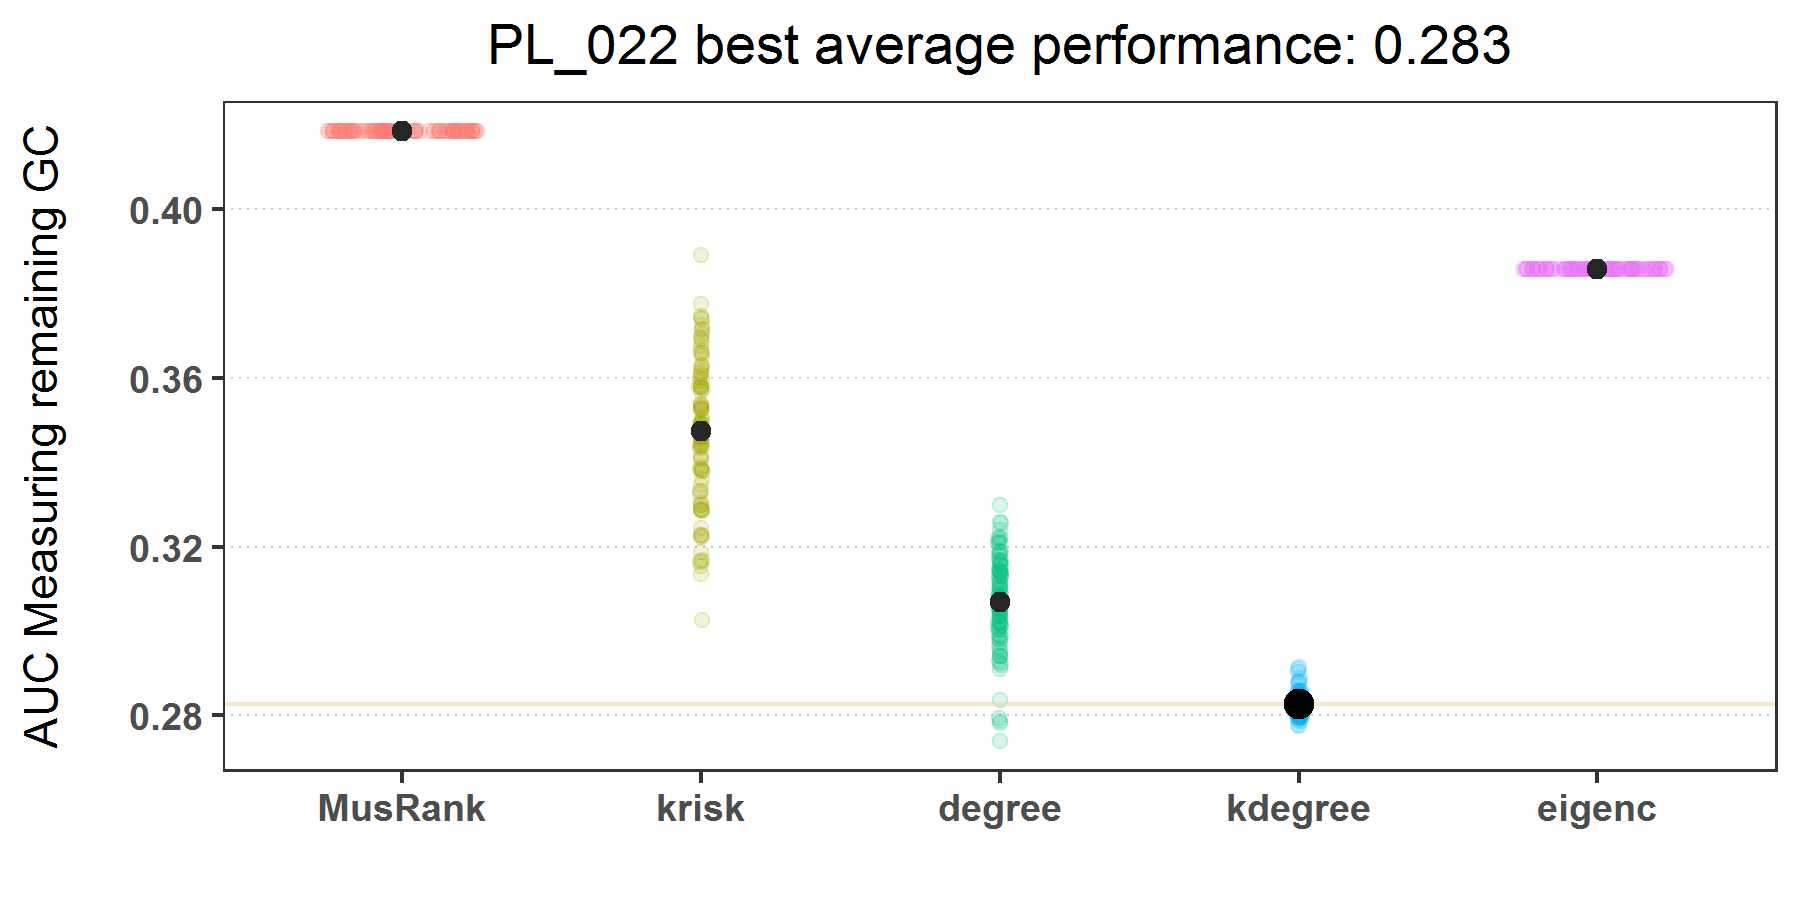 PL_022 best average performance: 0.283
AUC Measuring remaining GC
0.40
0.36
0.32
0.28
MusRank krisk degree kdegree eigenc